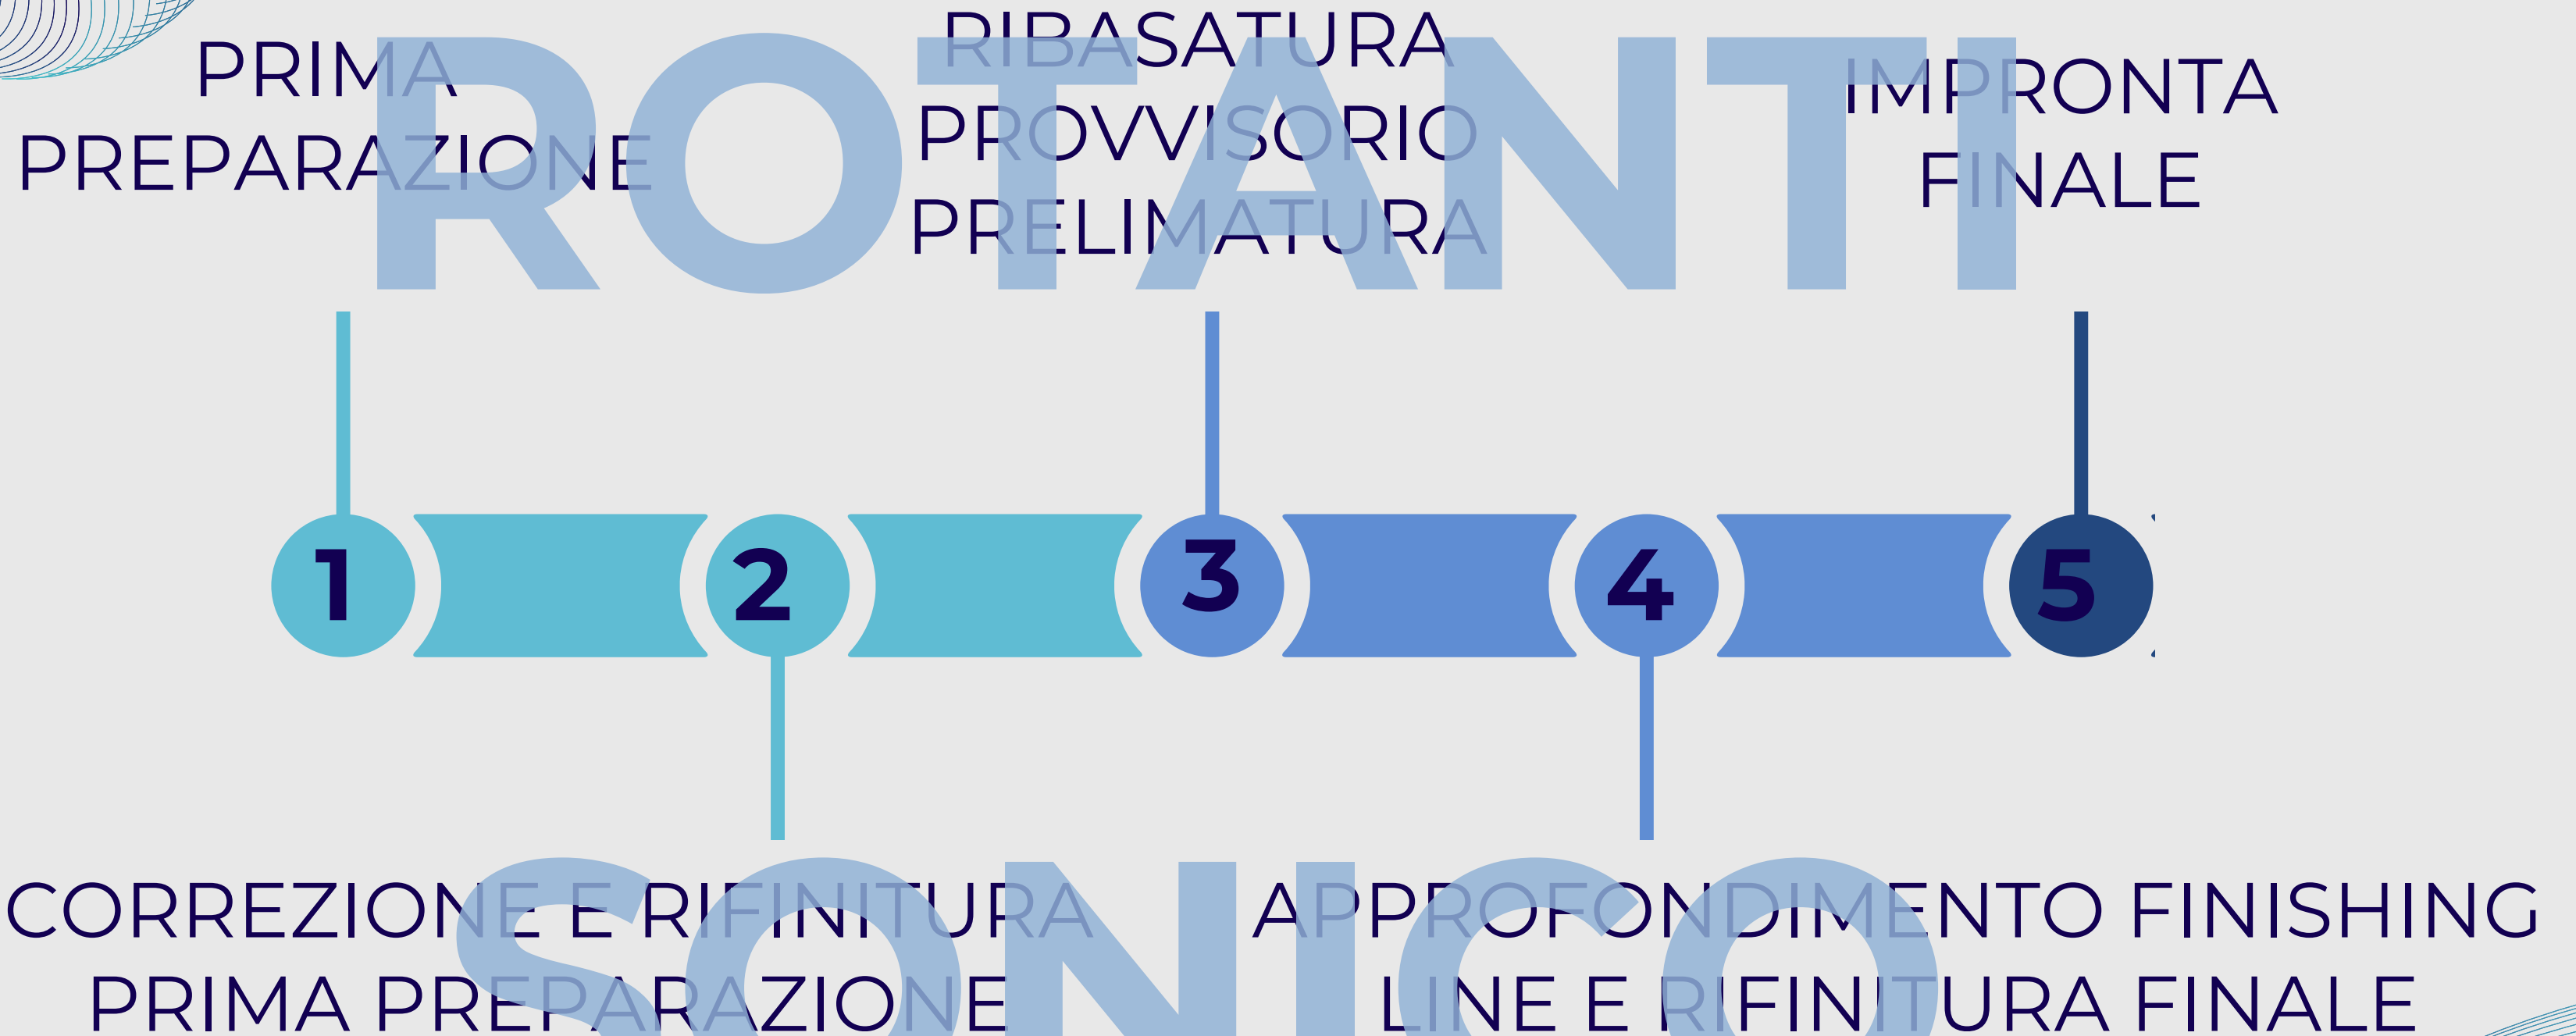 PRIMA
PREPARAZIONE
RIBASATURA
PROVVISORIO
PRELIMATURA
IMPRONTA
FINALE
ROTANTI
1
2
3
4
5
CORREZIONE E RIFINITURA
PRIMA PREPARAZIONE
APPROFONDIMENTO FINISHING
LINE E RIFINITURA FINALE
SONICO